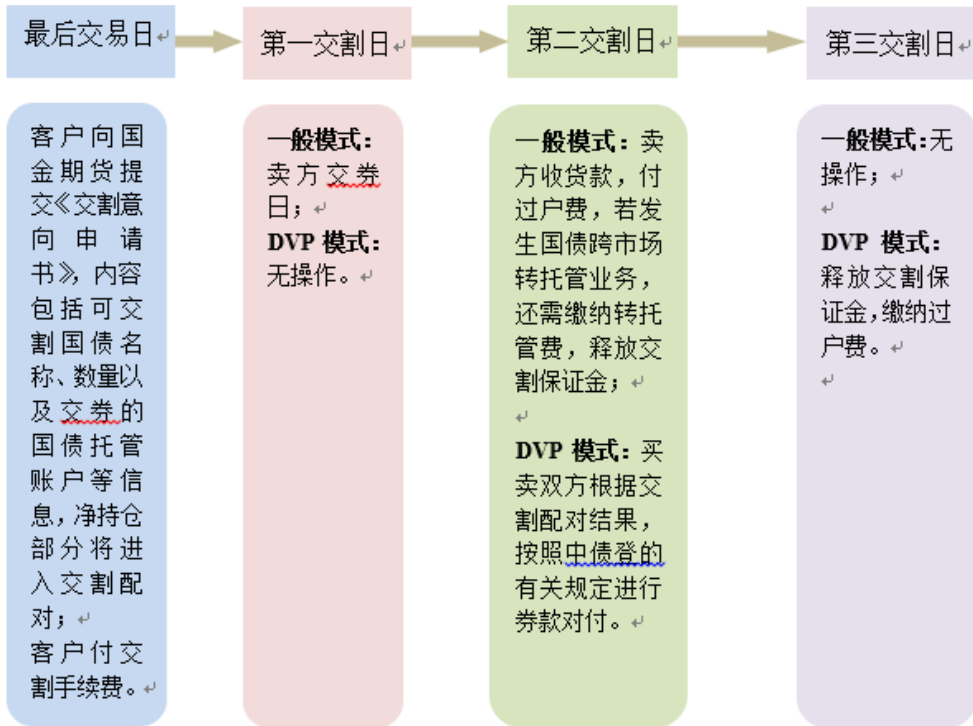 最后交易日
第一交割日
第二交割日
第三交割日
客户向国
金期货提
交《交割意
向申请
书》，内容
包括可交
割国债名
称、数量以
及交券的
国债托管
账户等信
息，净持仓
部分将进
入交割配
对；
客户付交
割手续费。
一般模式：
卖方交券
日；
DVP 模式：
无操作。
一般模式：卖
方收货款，付
过户费，若发
生国债跨市场
转托管业务，
还需缴纳转托
管费，释放交
割保证金；
DVP 模式：买
卖双方根据交
割配对结果，
按照中债登的
有关规定进行
券款对付。
一般模式：无
操作；
DVP 模式：
释放交割保
证金，缴纳过
户费。